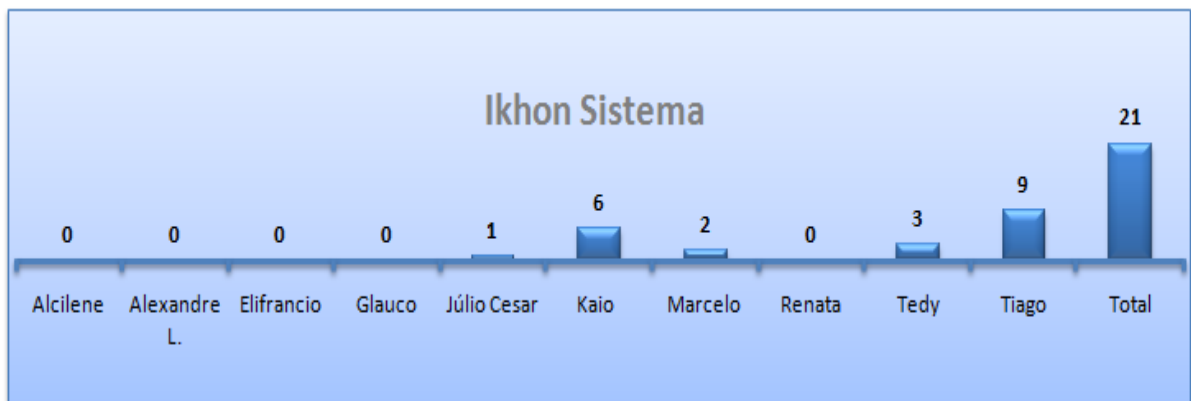 Ikhon Sistema
0 0 0 0 1 6 2 0 3 9 21
Alcilene Alexandre L. Elifrancio Glauco Júlio Cesar Kaio Marcelo Renata Tedy Tiago Total